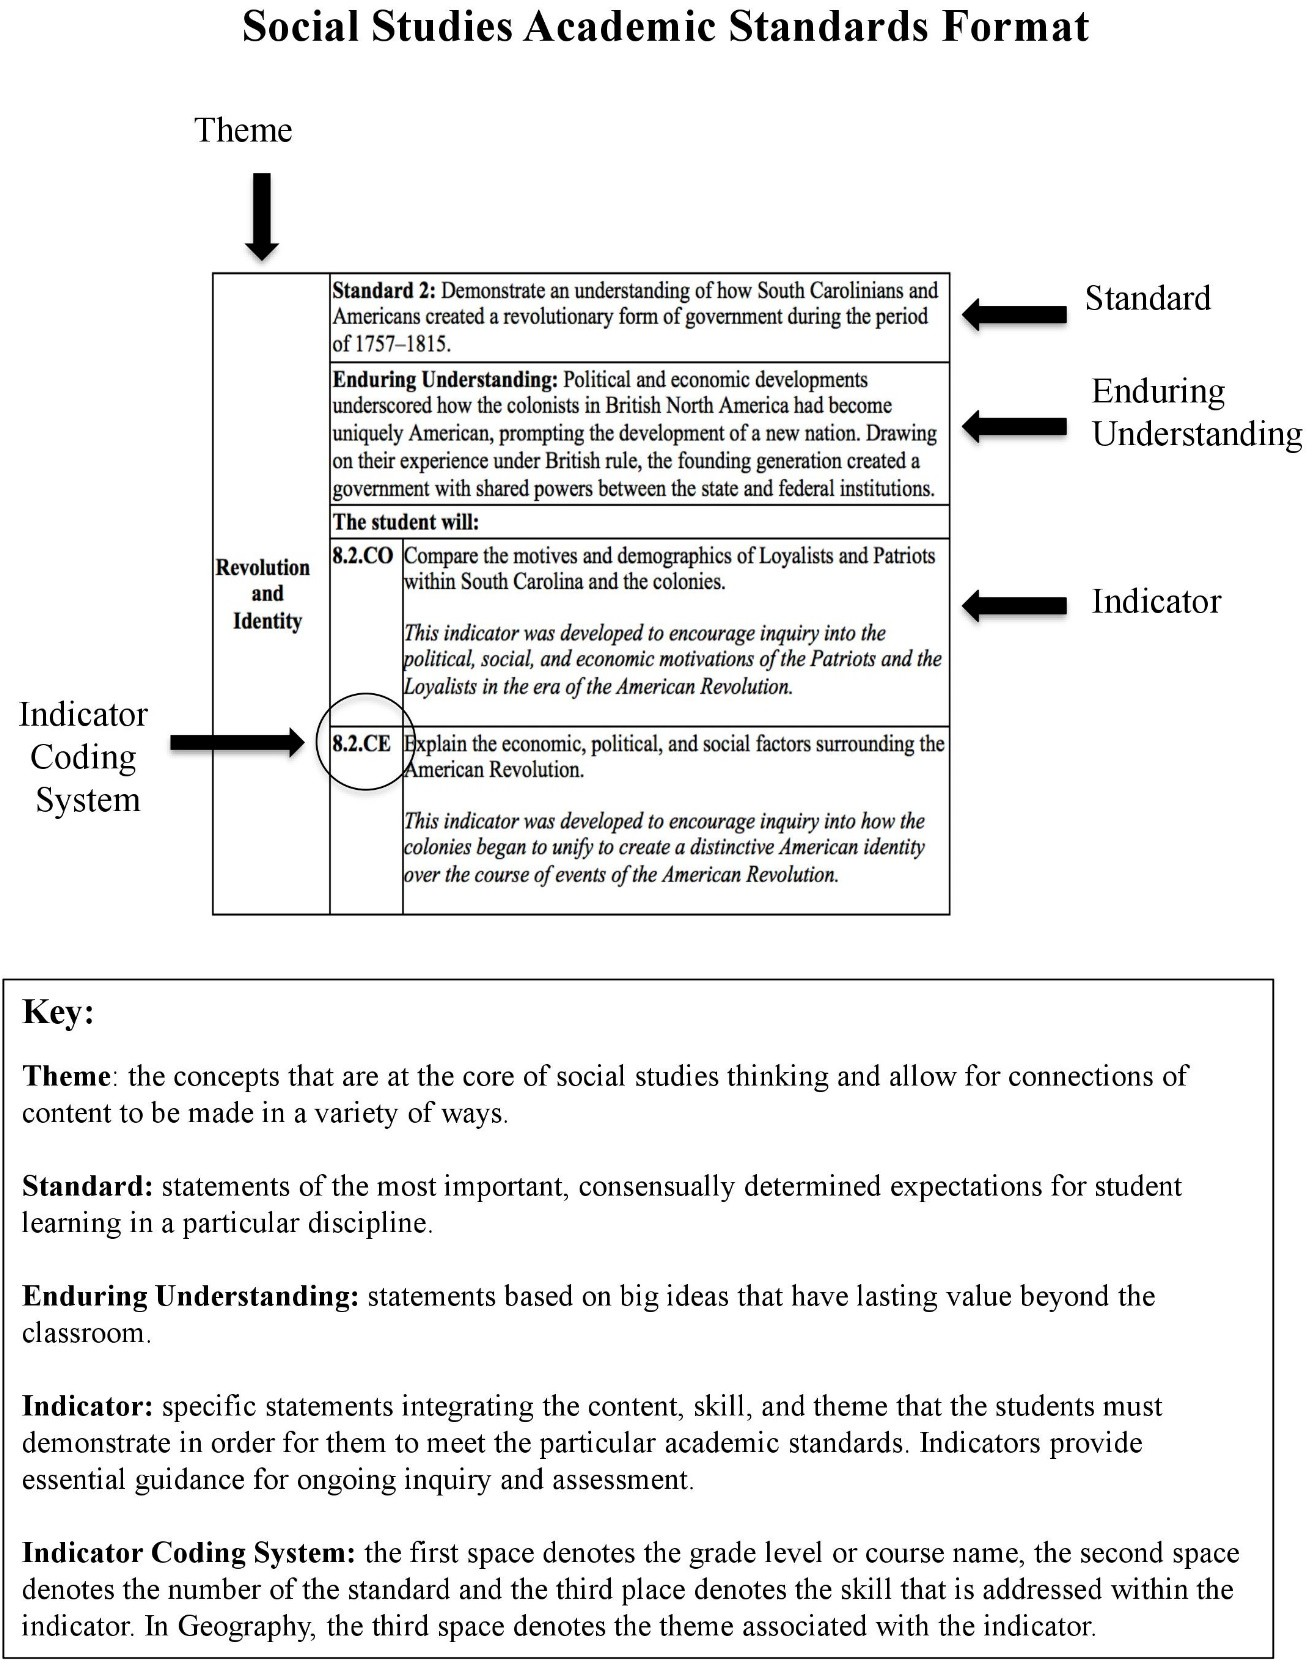 Social Studies Academic Standards Format
Theme
Standard 2: Demonstrate an understanding of how South Carolinians and
Americans created a revolutionary form of government during the period
of 1757–1815.
Standard
Enduring Understanding: Political and economic developments
underscored how the colonists in British North America had become
uniquely American, prompting the development of a new nation. Drawing
on their experience under British rule, the founding generation created a
government with shared powers between the state and federal institutions.
Enduring
Understanding
The student will:
Revolution
and
Identity
8.2.CO
Compare the motives and demographics of Loyalists and Patriots
within South Carolina and the colonies.
This indicator was developed to encourage inquiry into the
political, social, and economic motivations of the Patriots and the
Loyalists in the era of the American Revolution.
Indicator
Indicator
Coding
System
8.2.CE
Explain the economic, political, and social factors surrounding the
American Revolution.
This indicator was developed to encourage inquiry into how the
colonies began to unify to create a distinctive American identity
over the course of events of the American Revolution.
Key:
Theme: the concepts that are at the core of social studies thinking and allow for connections of
content to be made in a variety of ways.
Standard: statements of the most important, consensually determined expectations for student
learning in a particular discipline.
Enduring Understanding: statements based on big ideas that have lasting value beyond the
classroom.
Indicator: specific statements integrating the content, skill, and theme that the students must
demonstrate in order for them to meet the particular academic standards. Indicators provide
essential guidance for ongoing inquiry and assessment.
Indicator Coding System: the first space denotes the grade level or course name, the second space
denotes the number of the standard and the third place denotes the skill that is addressed within the
indicator. In Geography, the third space denotes the theme associated with the indicator.